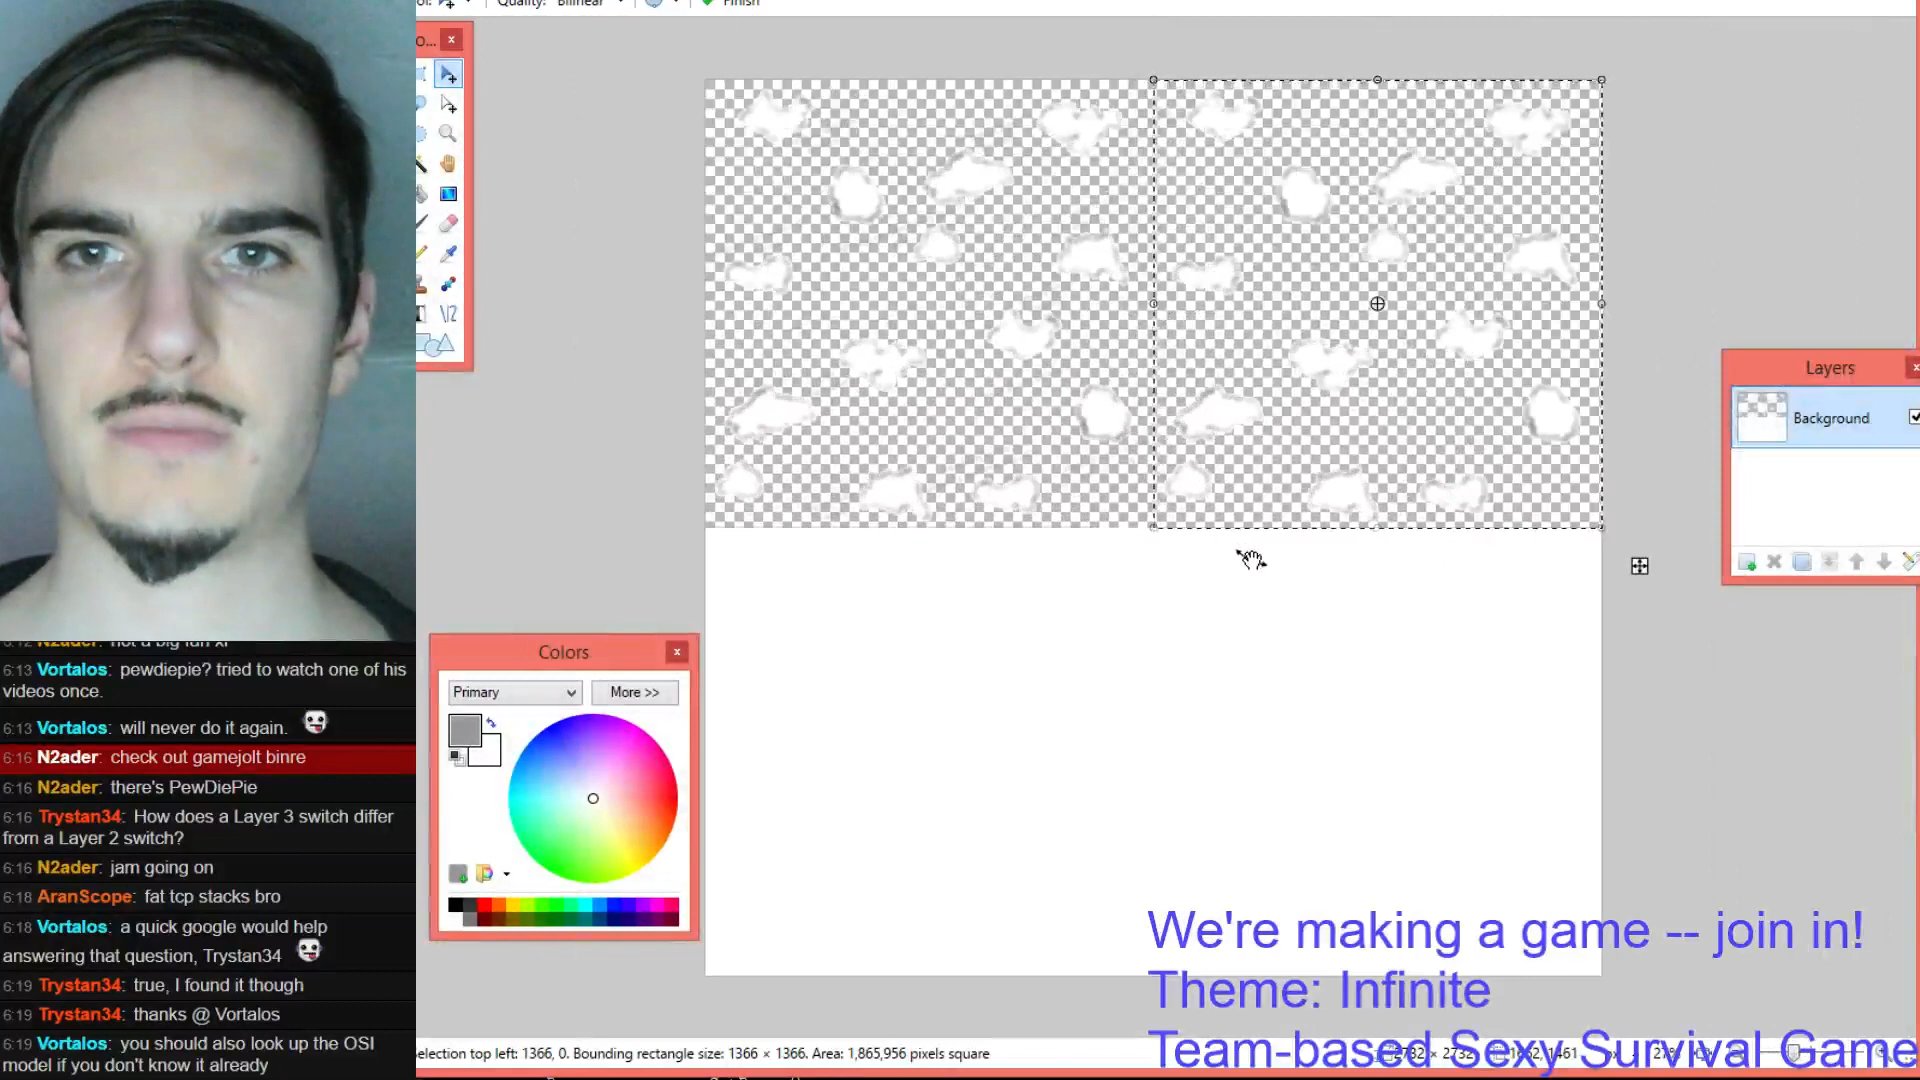 Quality: Bilinear Finish
Layers
Background
Colors
Primary
More >>
Vortalos: pewdiepie? tried to watch one of his
6:13
videos once.
6:13 Vortalos: will never do it again.
6:16 N2ader: check out gamejolt binre
6:16 N2ader: there's PewDiePie
6:16 Trystan34: How does a Layer 3 switch differ
from a Layer 2 switch?
6:16 N2ader: jam going on
6:18 AranScope: fat tcp stacks bro
6:18 Vortalos: a quick google would help
answering that question, Trystan34
6:19 Trystan34: true, I found it though
6:19 Trystan34: thanks @ Vortalos
6:19 Vortalos: you should also look up the OSI
model if you don't know it already
We're making a game -- join in!
Theme: Infinite
Team-based Sexy Survival Game
election top left: 1366, 0. Bounding rectangle size: 1366 × 1366. Area: 1,865,956 pixels square